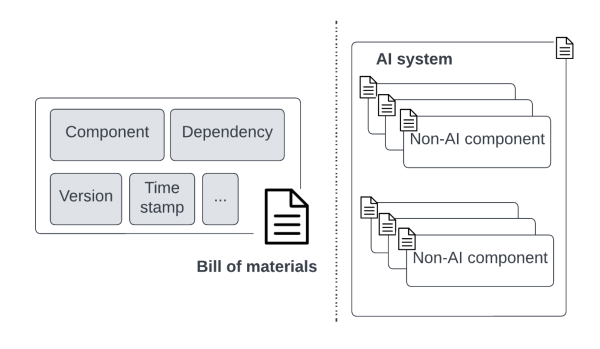 Component
Dependency
Version
Time
stamp
...
Bill of materials
AI system
Non-AI component
Non-AI component